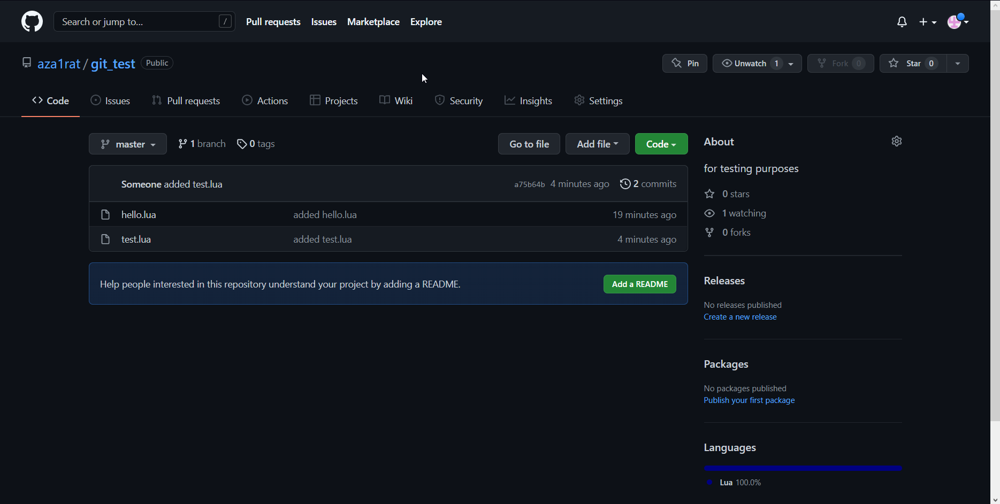 Search or jump to... / Pull requests Issues Marketplace Explore
aza1rat / git_test Public Pin Unwatch 1 Fork 0 Star 0
Code Issues Pull requests Actions Projects Wiki Security Insights Settings
master 1 branch 0 tags Go to file Add file Code
Someone added test.lua a75b64b 4 minutes ago 2 commits
hello.lua added hello.lua 19 minutes ago
test.lua added test.lua 4 minutes ago
Help people interested in this repository understand your project by adding a README. Add a README
About
for testing purposes
0 stars
1 watching
0 forks
Releases
No releases published
Create a new release
Packages
No packages published
Publish your first package
Languages
Lua 100.0%